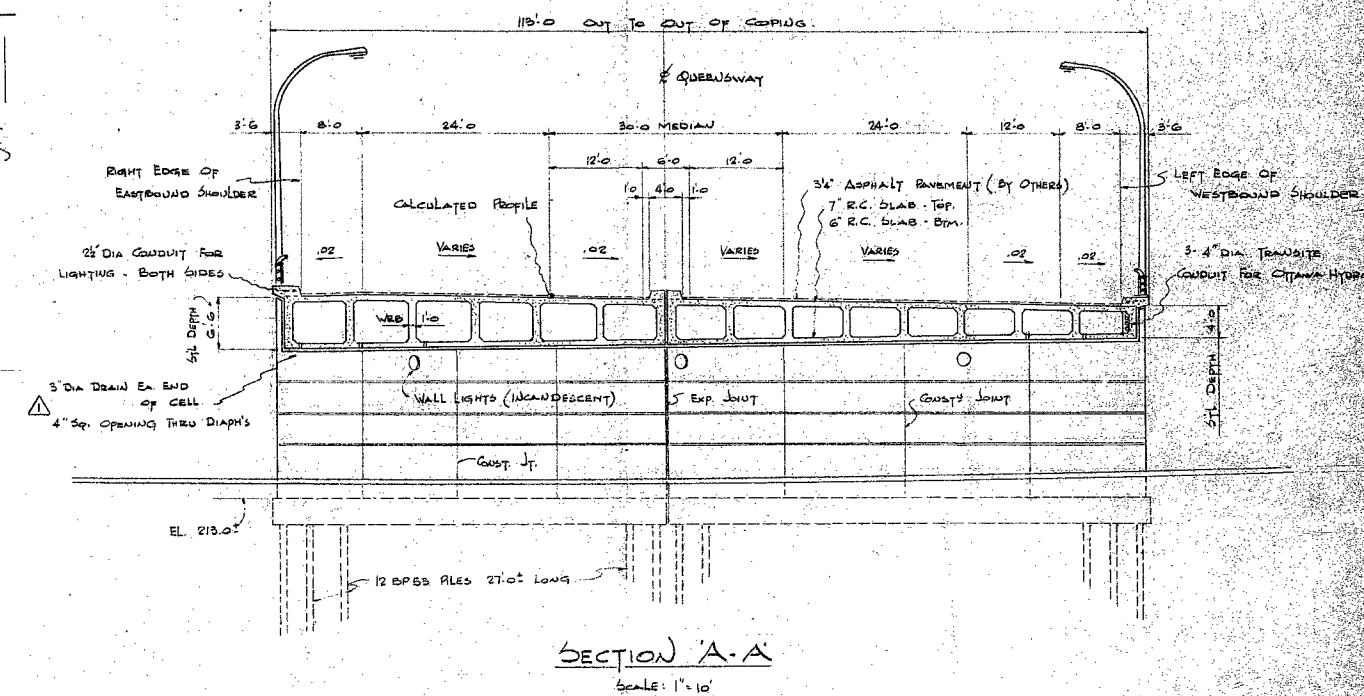 113'-0 OUT TO OUT OF COPING
℄ QUEENSWAY
3'-6 8'-0 24'-0 30'-0 MEDIAN 24'-0 12'-0 8'-0 3'-6
12'-0 6'-0 12'-0
1'-0 4'-0 1'-0
RIGHT EDGE OF
EASTBOUND SHOULDER
CALCULATED PROFILE
3¼" ASPHALT PAVEMENT (BY OTHERS)
7" R.C. SLAB - TOP.
6" R.C. SLAB - BTM.
LEFT EDGE OF
WESTBOUND SHOULDER
2½" DIA CONDUIT FOR
LIGHTING - BOTH SIDES
.02 VARIES .02 VARIES VARIES .02 .02
3-4" DIA TRANSITE
CONDUIT FOR OTTAWA HYDRO
DEPTH
6'-6"
WEB 1'-0
DEPTH 4'-0
3" DIA DRAIN EA. END
OF CELL
1
4" SQ. OPENING THRU DIAPH'S
WALL LIGHTS (INCANDESCENT)
EXP. JOINT
CONST'N JOINT
CONST. JT.
EL. 213.0±
12 BP53 PILES 27'-0± LONG
SECTION 'A-A'
SCALE: 1"=10'